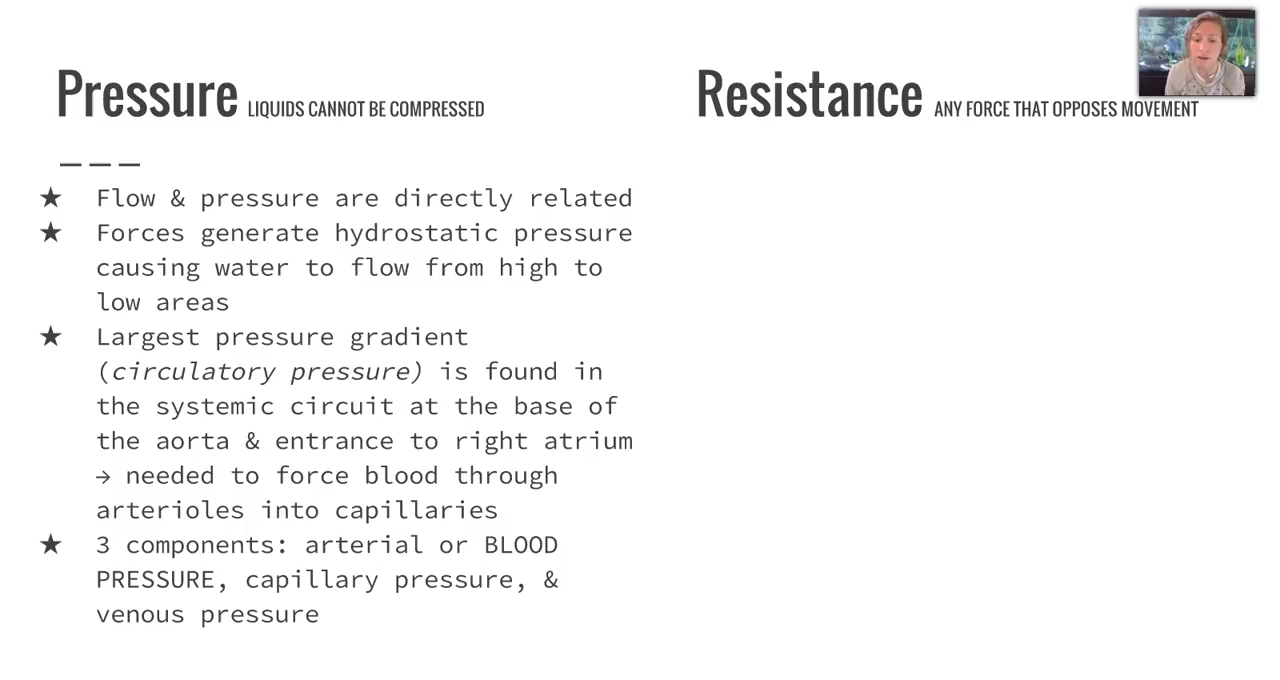 Pressure LIQUIDS CANNOT BE COMPRESSED
★ Flow & pressure are directly related
★ Forces generate hydrostatic pressure
causing water to flow from high to
low areas
★ Largest pressure gradient
(circulatory pressure) is found in
the systemic circuit at the base of
the aorta & entrance to right atrium
→ needed to force blood through
arterioles into capillaries
★ 3 components: arterial or BLOOD
PRESSURE, capillary pressure, &
venous pressure
Resistance ANY FORCE THAT OPPOSES MOVEMENT